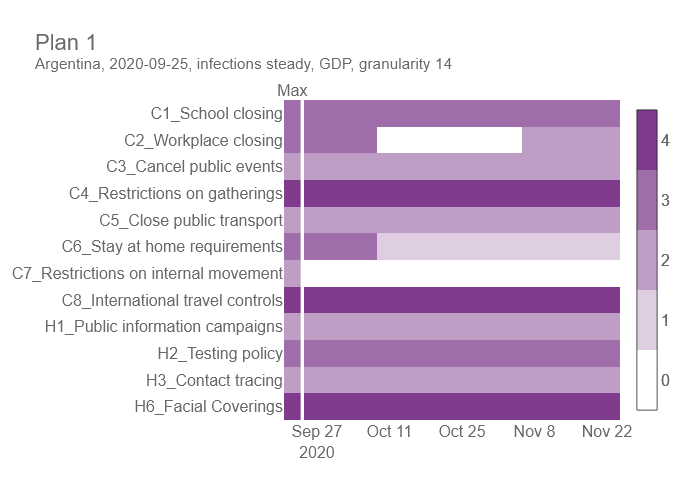 Plan 1
Argentina, 2020-09-25, infections steady, GDP, granularity 14
Max
C1_School closing
C2_Workplace closing
C3_Cancel public events
C4_Restrictions on gatherings
C5_Close public transport
C6_Stay at home requirements
C7_Restrictions on internal movement
C8_International travel controls
H1_Public information campaigns
H2_Testing policy
H3_Contact tracing
H6_Facial Coverings
4
3
2
1
0
Sep 27 Oct 11 Oct 25 Nov 8 Nov 22
2020